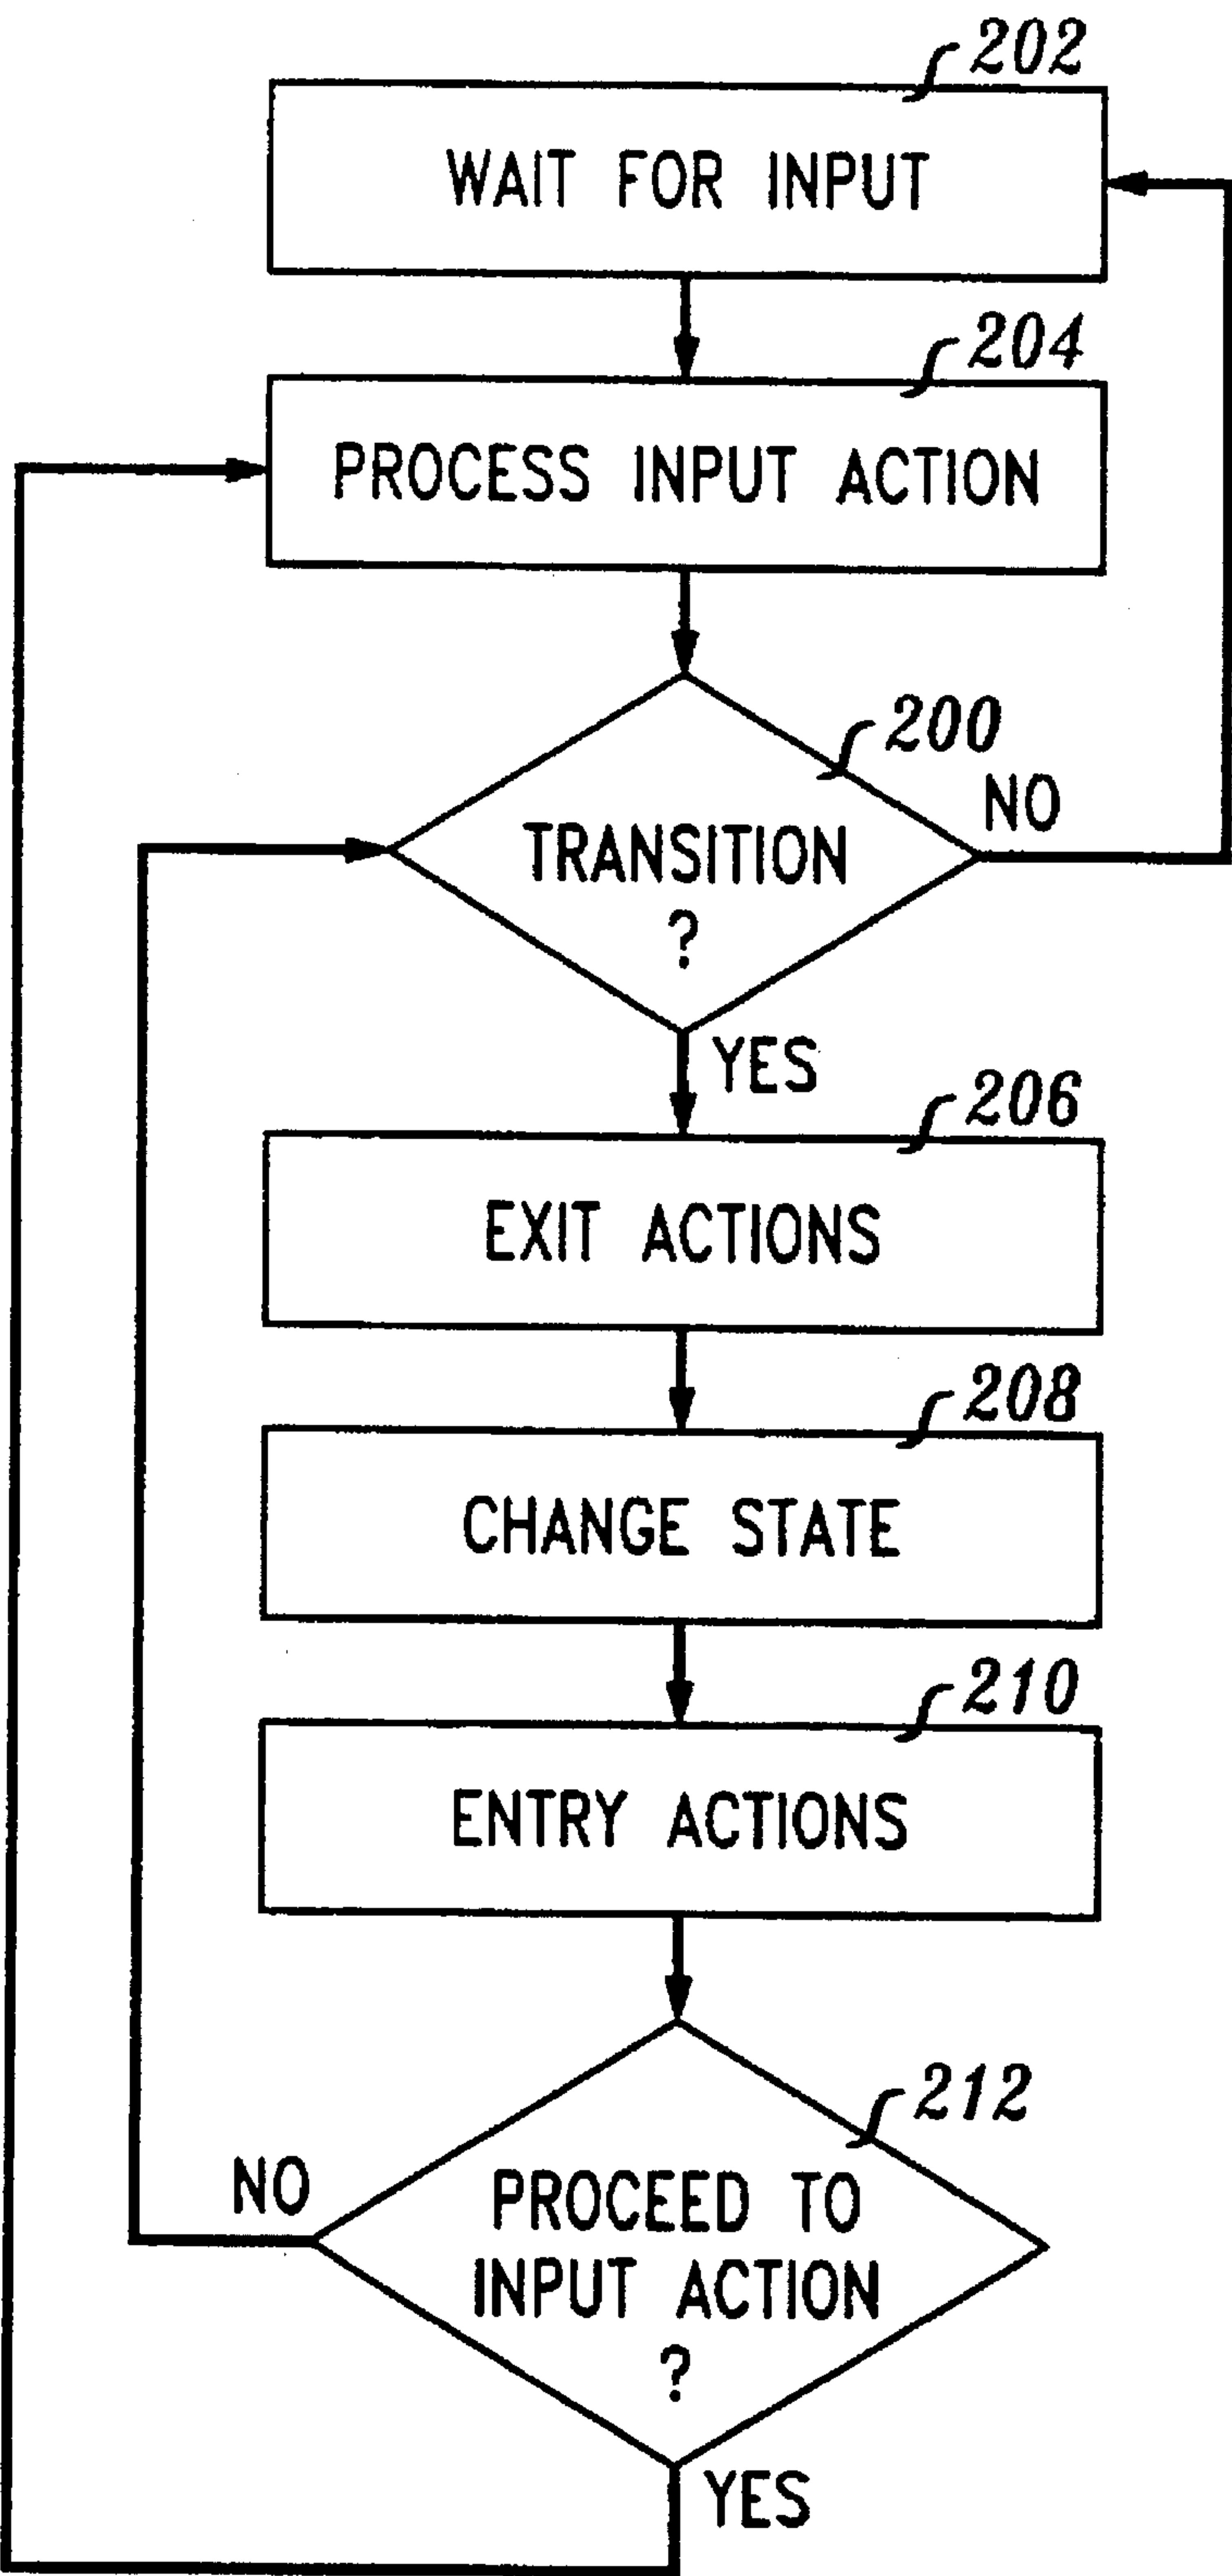 202
WAIT FOR INPUT
204
PROCESS INPUT ACTION
200
NO
TRANSITION
?
YES
206
EXIT ACTIONS
208
CHANGE STATE
210
ENTRY ACTIONS
212
NO
PROCEED TO
INPUT ACTION
?
YES